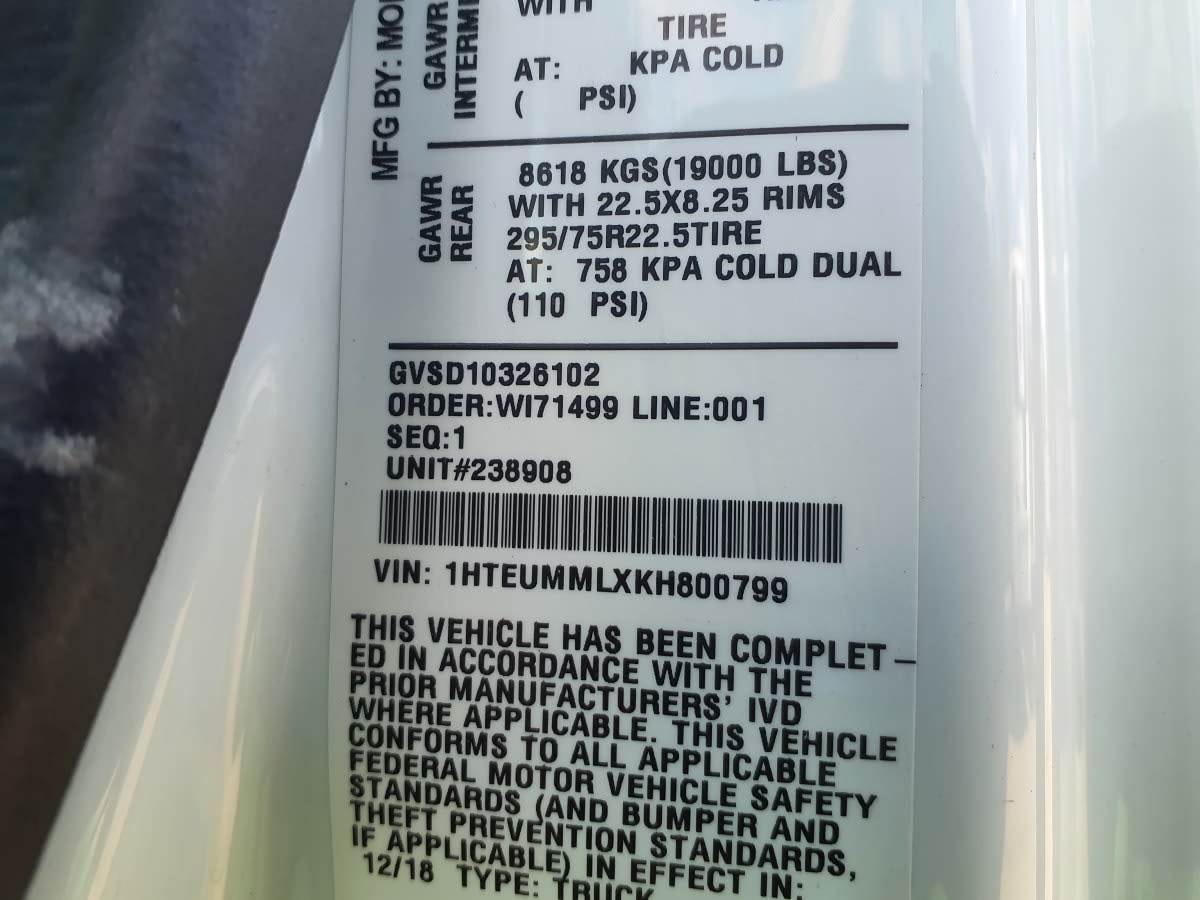 WITH
TIRE
AT: KPA COLD
( PSI)
MFG BY:
GAWR
GAWR
REAR
8618 KGS(19000 LBS)
WITH 22.5X8.25 RIMS
295/75R22.5TIRE
AT: 758 KPA COLD DUAL
(110 PSI)
GVSD10326102
ORDER:WI71499 LINE:001
SEQ:1
UNIT#238908
VIN: 1HTEUMMLXKH800799
THIS VEHICLE HAS BEEN COMPLET–
ED IN ACCORDANCE WITH THE
PRIOR MANUFACTURERS' IVD
WHERE APPLICABLE. THIS VEHICLE
CONFORMS TO ALL APPLICABLE
FEDERAL MOTOR VEHICLE SAFETY
STANDARDS (AND BUMPER AND
THEFT PREVENTION STANDARDS,
IF APPLICABLE) IN EFFECT IN:
12/18 TYPE: TRUCK